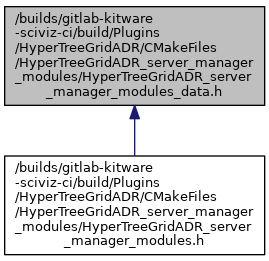 /builds/gitlab-kitware
-sciviz-ci/build/Plugins
/HyperTreeGridADR/CMakeFiles
/HyperTreeGridADR_server_manager
_modules/HyperTreeGridADR_server
_manager_modules_data.h
/builds/gitlab-kitware
-sciviz-ci/build/Plugins
/HyperTreeGridADR/CMakeFiles
/HyperTreeGridADR_server_manager
_modules/HyperTreeGridADR_server
_manager_modules.h